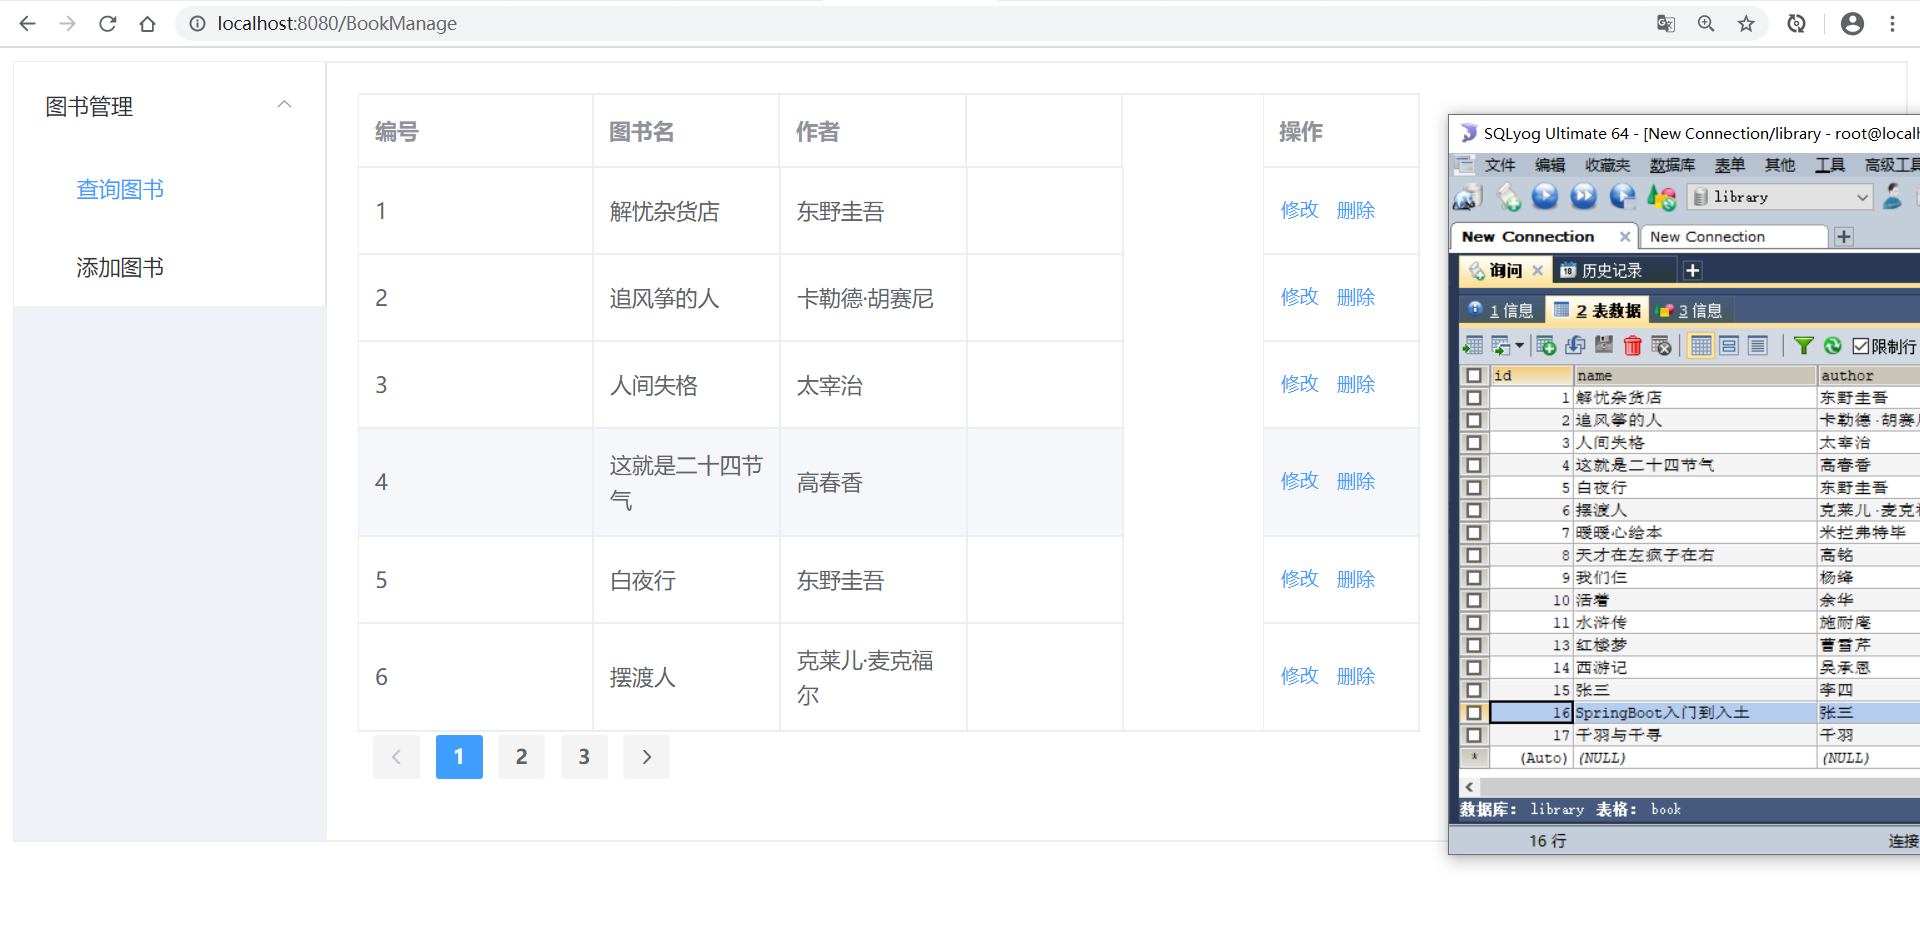 localhost:8080/BookManage
图书管理
查询图书
添加图书
编号 图书名 作者 操作
1 解忧杂货店 东野圭吾 修改 删除
2 追风筝的人 卡勒德·胡赛尼 修改 删除
3 人间失格 太宰治 修改 删除
4 这就是二十四节
气 高春香 修改 删除
5 白夜行 东野圭吾 修改 删除
6 摆渡人 克莱儿·麦克福
尔 修改 删除
1 2 3
SQLyog Ultimate 64 - [New Connection/library - root@local
文件 编辑 收藏夹 数据库 表单 其他 工具 高级工具
library
New Connection New Connection
询问 历史记录
1 信息 2 表数据 3 信息
限制行
id name author
1 解忧杂货店 东野圭吾
2 追风筝的人 卡勒德·胡赛
3 人间失格 太宰治
4 这就是二十四节气 高春香
5 白夜行 东野圭吾
6 摆渡人 克莱儿·麦克福
7 暖暖心绘本 米拦弗特毕
8 天才在左疯子在右 高铭
9 我们仨 杨绛
10 活着 余华
11 水浒传 施耐庵
13 红楼梦 曹雪芹
14 西游记 吴承恩
15 张三 李四
16 SpringBoot入门到入土 张三
17 千羽与千寻 千羽
* (Auto) (NULL) (NULL)
数据库: library 表格: book
16 行 连接